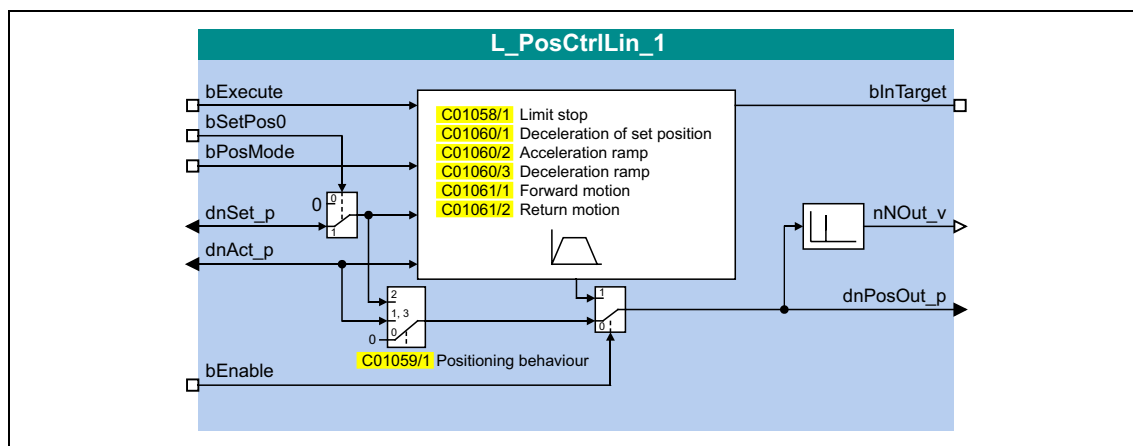 L_PosCtrlLin_1
bExecute
bInTarget
bSetPos0
bPosMode
C01058/1 Limit stop
C01060/1 Deceleration of set position
C01060/2 Acceleration ramp
C01060/3 Deceleration ramp
C01061/1 Forward motion
C01061/2 Return motion
0
0
1
dnSet_p
nNOut_v
dnAct_p
2
1, 3
0
0
1
0
dnPosOut_p
C01059/1 Positioning behaviour
bEnable